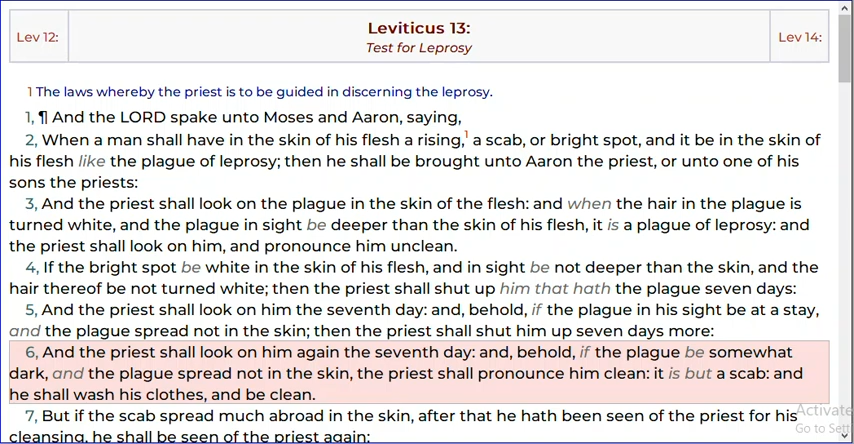 Lev 12:
Leviticus 13:
Test for Leprosy
Lev 14:
1 The laws whereby the priest is to be guided in discerning the leprosy.
1, ¶ And the LORD spake unto Moses and Aaron, saying,
2, When a man shall have in the skin of his flesh a rising,1 a scab, or bright spot, and it be in the skin of
his flesh like the plague of leprosy; then he shall be brought unto Aaron the priest, or unto one of his
sons the priests:
3, And the priest shall look on the plague in the skin of the flesh: and when the hair in the plague is
turned white, and the plague in sight be deeper than the skin of his flesh, it is a plague of leprosy: and
the priest shall look on him, and pronounce him unclean.
4, If the bright spot be white in the skin of his flesh, and in sight be not deeper than the skin, and the
hair thereof be not turned white; then the priest shall shut up him that hath the plague seven days:
5, And the priest shall look on him the seventh day: and, behold, if the plague in his sight be at a stay,
and the plague spread not in the skin; then the priest shall shut him up seven days more:
6, And the priest shall look on him again the seventh day: and, behold, if the plague be somewhat
dark, and the plague spread not in the skin, the priest shall pronounce him clean: it is but a scab: and
he shall wash his clothes, and be clean.
7, But if the scab spread much abroad in the skin, after that he hath been seen of the priest for his
cleansing, he shall be seen of the priest again:
Activate
Go to Sett